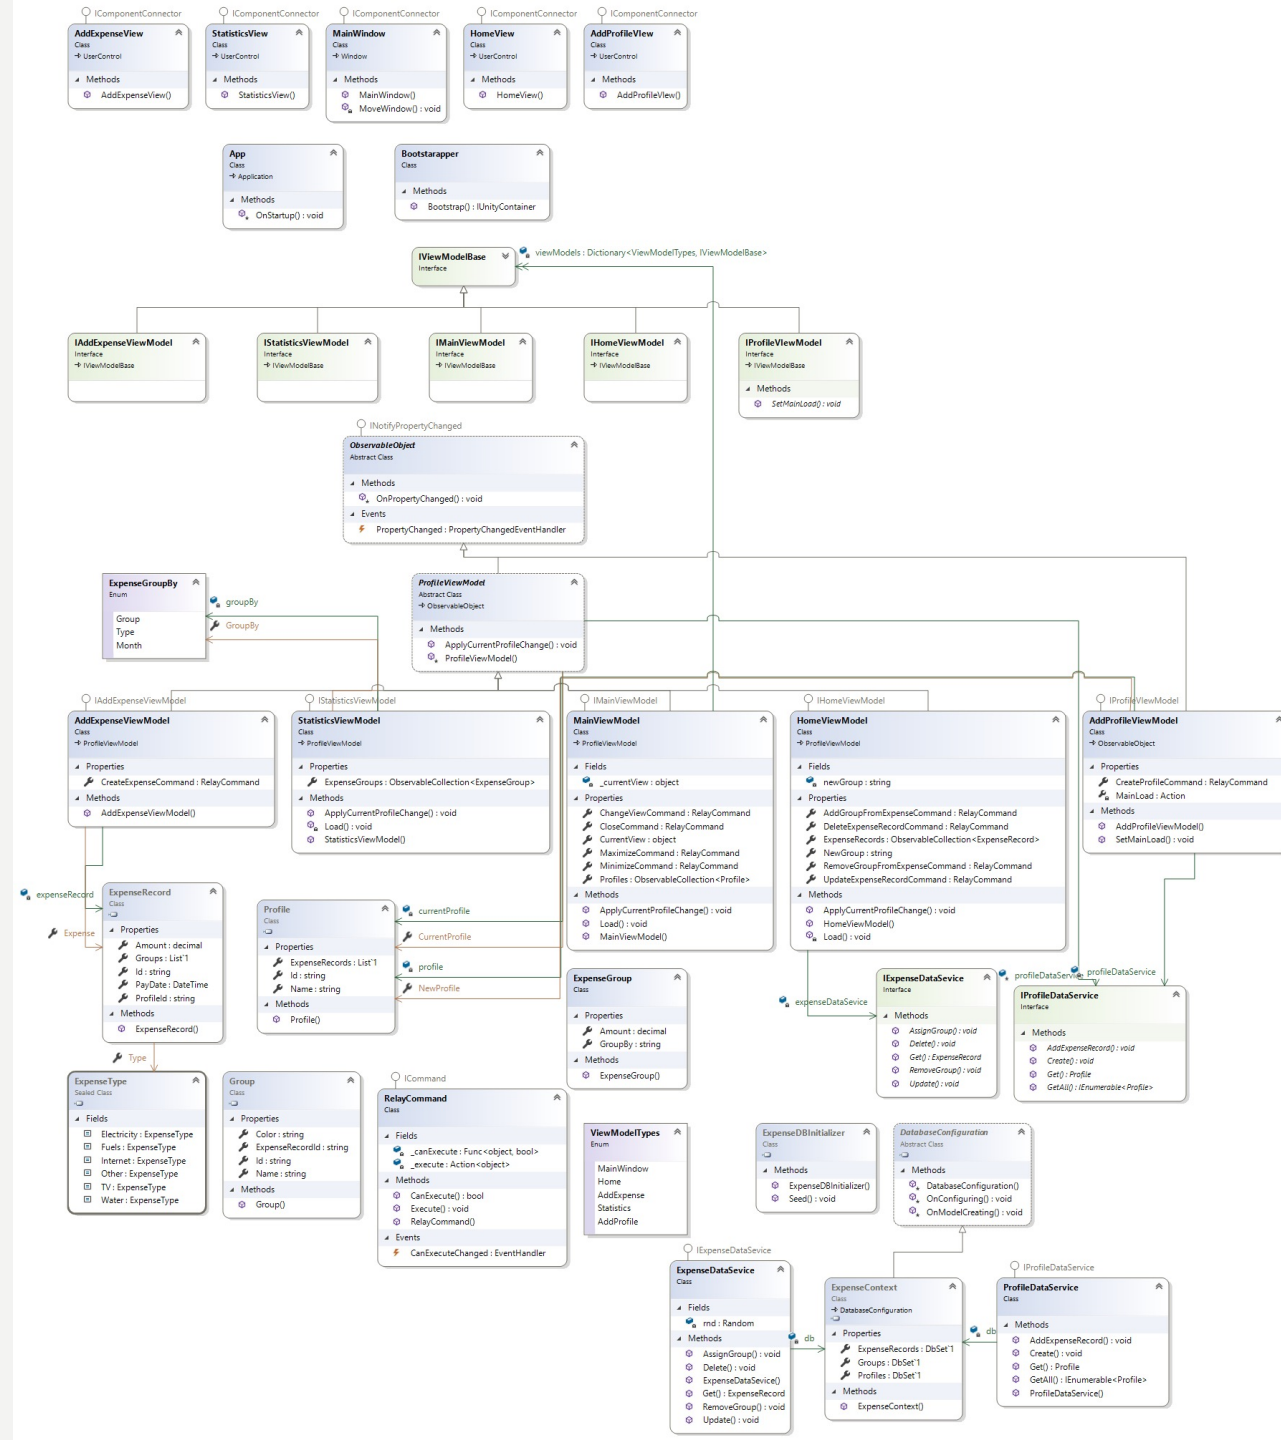 IComponentConnector
AddExpenseView
Class
UserControl
Methods
AddExpenseView()
IComponentConnector
StatisticsView
Class
UserControl
Methods
StatisticsView()
IComponentConnector
MainWindow
Class
Window
Methods
MainWindow()
MoveWindow() : void
IComponentConnector
HomeView
Class
UserControl
Methods
HomeView()
IComponentConnector
AddProfileVIew
Class
UserControl
Methods
AddProfileVIew()
App
Class
Application
Methods
OnStartup() : void
Bootstarapper
Class
Methods
Bootstrap() : IUnityContainer
IViewModelBase
Interface
viewModels : Dictionary<ViewModelTypes, IViewModelBase>
IAddExpenseViewModel
Interface
IViewModelBase
IStatisticsViewModel
Interface
IViewModelBase
IMainViewModel
Interface
IViewModelBase
IHomeViewModel
Interface
IViewModelBase
IProfileVIewModel
Interface
IViewModelBase
Methods
SetMainLoad() : void
INotifyPropertyChanged
ObservableObject
Abstract Class
Methods
OnPropertyChanged() : void
Events
PropertyChanged : PropertyChangedEventHandler
ExpenseGroupBy
Enum
Group
Type
Month
groupBy
GroupBy
ProfileViewModel
Abstract Class
ObservableObject
Methods
ApplyCurrentProfileChange() : void
ProfileViewModel()
IAddExpenseViewModel
AddExpenseViewModel
Class
ProfileViewModel
Properties
CreateExpenseCommand : RelayCommand
Methods
AddExpenseViewModel()
IStatisticsViewModel
StatisticsViewModel
Class
ProfileViewModel
Properties
ExpenseGroups : ObservableCollection<ExpenseGroup>
Methods
ApplyCurrentProfileChange() : void
Load() : void
StatisticsViewModel()
IMainViewModel
MainViewModel
Class
ProfileViewModel
Fields
_currentView : object
Properties
ChangeViewCommand : RelayCommand
CloseCommand : RelayCommand
CurrentView : object
MaximizeCommand : RelayCommand
MinimizeCommand : RelayCommand
Profiles : ObservableCollection<Profile>
Methods
ApplyCurrentProfileChange() : void
Load() : void
MainViewModel()
IHomeViewModel
HomeViewModel
Class
ProfileViewModel
Fields
newGroup : string
Properties
AddGroupFromExpenseCommand : RelayCommand
DeleteExpenseRecordCommand : RelayCommand
ExpenseRecords : ObservableCollection<ExpenseRecord>
NewGroup : string
RemoveGroupFromExpenseCommand : RelayCommand
UpdateExpenseRecordCommand : RelayCommand
Methods
ApplyCurrentProfileChange() : void
HomeViewModel()
Load() : void
IProfileViewModel
AddProfileViewModel
Class
ObservableObject
Properties
CreateProfileCommand : RelayCommand
MainLoad : Action
Methods
AddProfileViewModel()
SetMainLoad() : void
expenseRecord
Expense
ExpenseRecord
Class
Properties
Amount : decimal
Groups : List`1
Id : string
PayDate : DateTime
ProfileId : string
Methods
ExpenseRecord()
Type
Profile
Class
Properties
ExpenseRecords : List`1
Id : string
Name : string
Methods
Profile()
currentProfile
CurrentProfile
profile
NewProfile
ExpenseGroup
Class
Properties
Amount : decimal
GroupBy : string
Methods
ExpenseGroup()
expenseDataSevice
IExpenseDataSevice
Interface
Methods
AssignGroup() : void
Delete() : void
Get() : ExpenseRecord
RemoveGroup() : void
Update() : void
profileDataService
profileDataService
IProfileDataService
Interface
Methods
AddExpenseRecord() : void
Create() : void
Get() : Profile
GetAll() : IEnumerable<Profile>
ExpenseType
Sealed Class
Fields
Electricity : ExpenseType
Fuels : ExpenseType
Internet : ExpenseType
Other : ExpenseType
TV : ExpenseType
Water : ExpenseType
Group
Class
Properties
Color : string
ExpenseRecordId : string
Id : string
Name : string
Methods
Group()
ICommand
RelayCommand
Class
Fields
_canExecute : Func<object, bool>
_execute : Action<object>
Methods
CanExecute() : bool
Execute() : void
RelayCommand()
Events
CanExecuteChanged : EventHandler
ViewModelTypes
Enum
MainWindow
Home
AddExpense
Statistics
AddProfile
ExpenseDBInitializer
Class
Methods
ExpenseDBInitializer()
Seed() : void
DatabaseConfiguration
Abstract Class
Methods
DatabaseConfiguration()
OnConfiguring() : void
OnModelCreating() : void
IExpenseDataSevice
ExpenseDataSevice
Class
Fields
rnd : Random
Methods
AssignGroup() : void
Delete() : void
ExpenseDataSevice()
Get() : ExpenseRecord
RemoveGroup() : void
Update() : void
db
ExpenseContext
Class
DatabaseConfiguration
Properties
ExpenseRecords : DbSet`1
Groups : DbSet`1
Profiles : DbSet`1
Methods
ExpenseContext()
db
IProfileDataService
ProfileDataService
Class
Methods
AddExpenseRecord() : void
Create() : void
Get() : Profile
GetAll() : IEnumerable<Profile>
ProfileDataService()